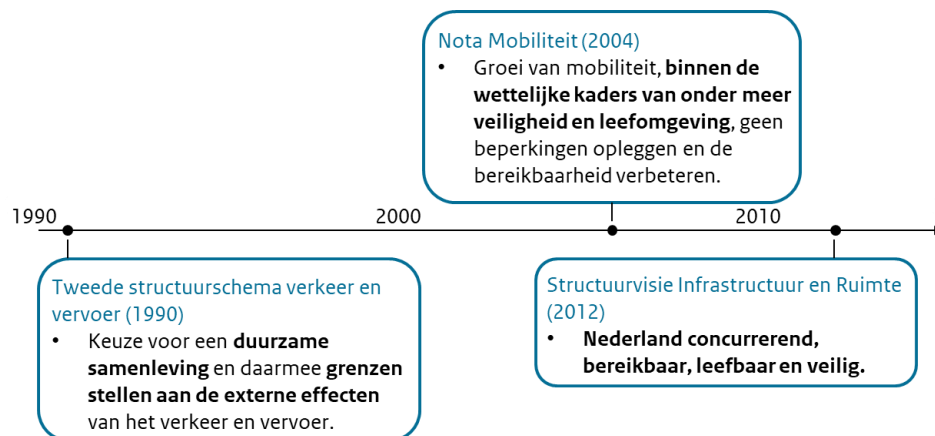 Nota Mobiliteit (2004)
• Groei van mobiliteit, binnen de
wettelijke kaders van onder meer
veiligheid en leefomgeving, geen
beperkingen opleggen en de
bereikbaarheid verbeteren.
1990 2000 2010
Tweede structuurschema verkeer en
vervoer (1990)
• Keuze voor een duurzame
samenleving en daarmee grenzen
stellen aan de externe effecten
van het verkeer en vervoer.
Structuurvisie Infrastructuur en Ruimte
(2012)
• Nederland concurrerend,
bereikbaar, leefbaar en veilig.